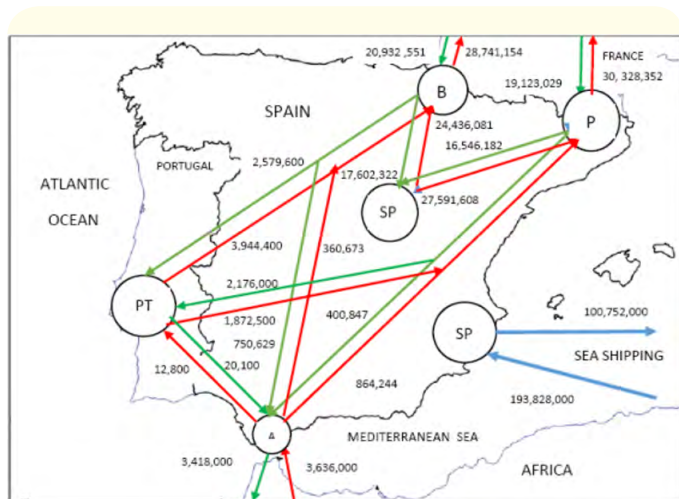 20,932 ,551
28,741,154
FRANCE
19,123,029
30, 328,352
B
SPAIN
P
24,436,081
16,546,182
2,579,600
PORTUGAL
17,602,322
ATLANTIC
OCEAN
SP
27,591,608
3,944,400
360,673
2,176,000
PT
400,847
1,872,500
750,629
20,100
SP
100,752,000
SEA SHIPPING
12,800
864,244
193,828,000
A
MEDITERRANEAN SEA
3,418,000
3,636,000
AFRICA